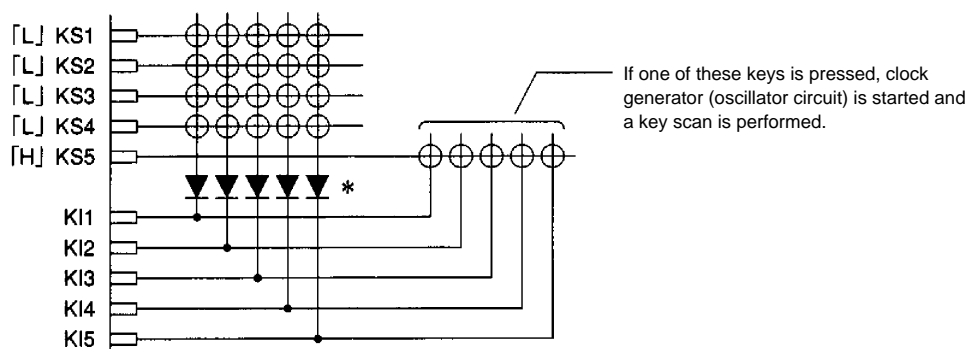 「L」 KS1
「L」 KS2
「L」 KS3
「L」 KS4
「H」 KS5
If one of these keys is pressed, clock
generator (oscillator circuit) is started and
a key scan is performed.
*
KI1
KI2
KI3
KI4
KI5